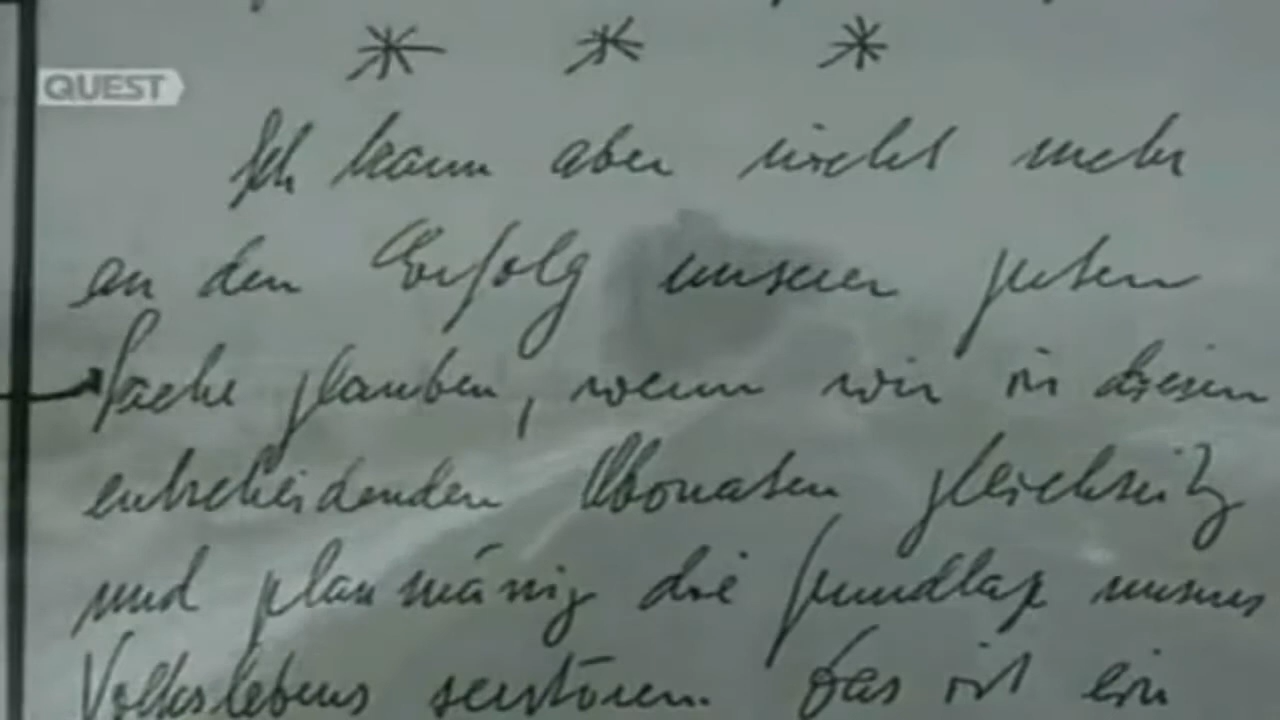 * * *
QUEST
Ich kann aber nicht mehr
an den Erfolg unserer guten
Sache glauben, wenn wir in diesen
entscheidenden Monaten gleichzeitig
und planmäßig die Grundlage unseres
Volkslebens zerstören. Das ist ein